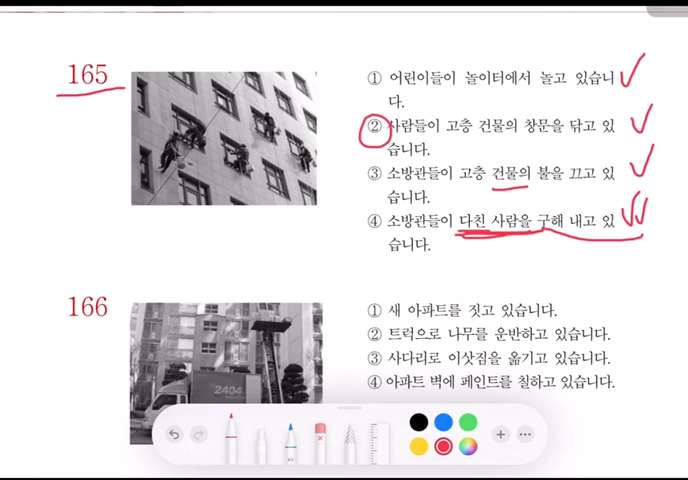 165
① 어린이들이 놀이터에서 놀고 있습니
다.
② 사람들이 고층 건물의 창문을 닦고 있
습니다.
③ 소방관들이 고층 건물의 불을 끄고 있
습니다.
④ 소방관들이 다친 사람을 구해 내고 있
습니다.
166
① 새 아파트를 짓고 있습니다.
② 트럭으로 나무를 운반하고 있습니다.
③ 사다리로 이삿짐을 옮기고 있습니다.
④ 아파트 벽에 페인트를 칠하고 있습니다.
2404